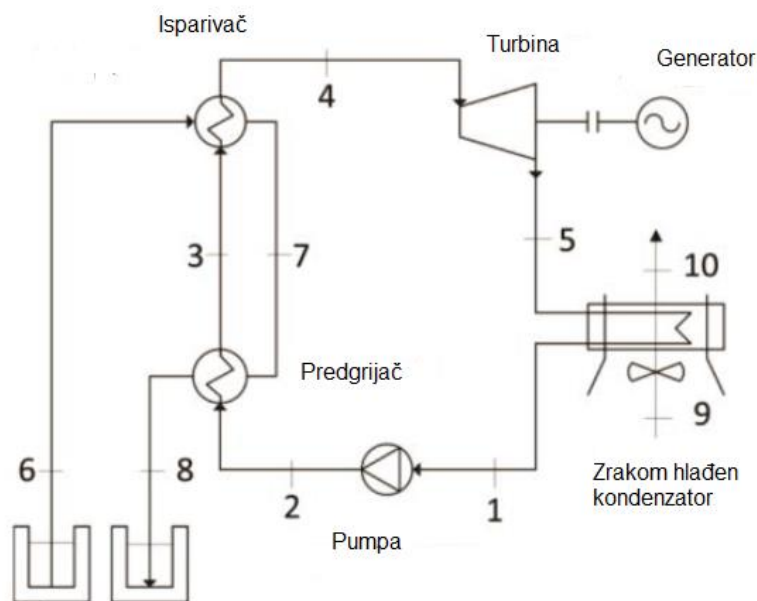 Isparivač
Turbina
Generator
4
3
7
5
10
Predgrijač
9
6
8
2
1
Zrakom hlađen
kondenzator
Pumpa